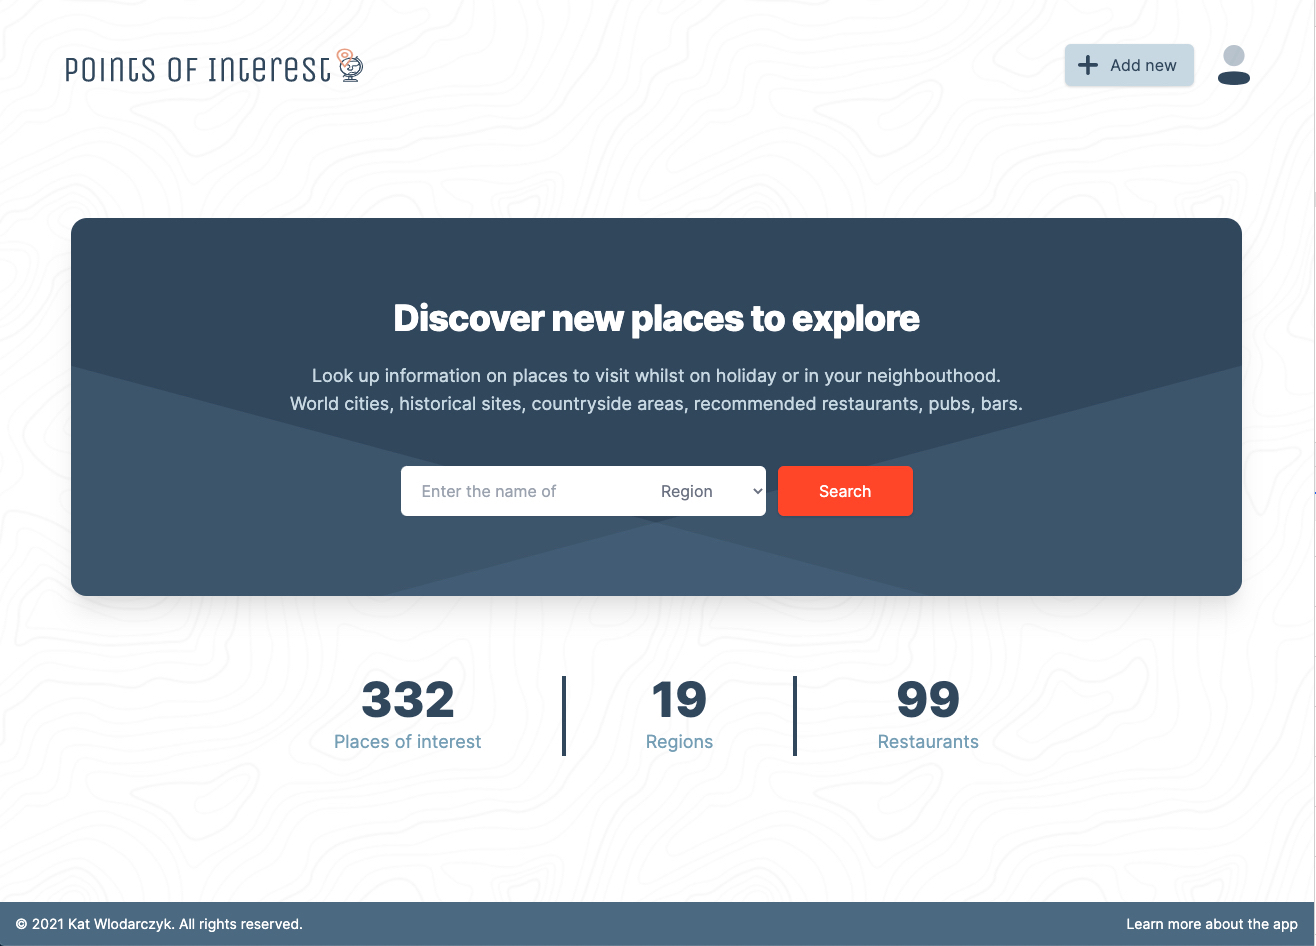 POINTS OF INTEREST
Add new
Discover new places to explore
Look up information on places to visit whilst on holiday or in your neighbouthood.
World cities, historical sites, countryside areas, recommended restaurants, pubs, bars.
Enter the name of
Region
Search
332
Places of interest
19
Regions
99
Restaurants
© 2021 Kat Wlodarczyk. All rights reserved.
Learn more about the app